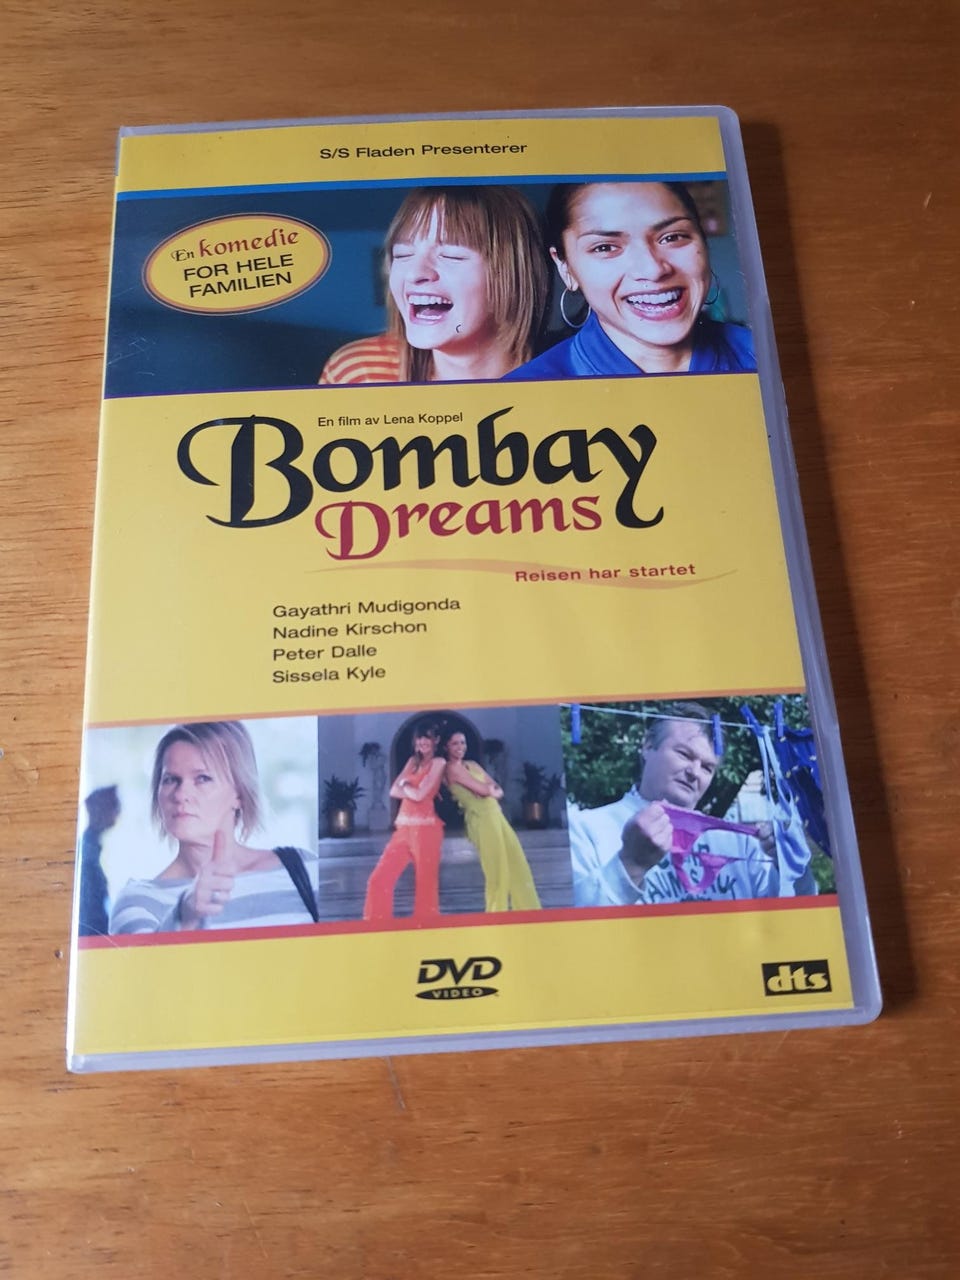 S/S Fladen Presenterer
En komedie
FOR HELE
FAMILIEN
En film av Lena Koppel
Bombay
Dreams
Reisen har startet
Gayathri Mudigonda
Nadine Kirschon
Peter Dalle
Sissela Kyle
DVD
VIDEO
dts